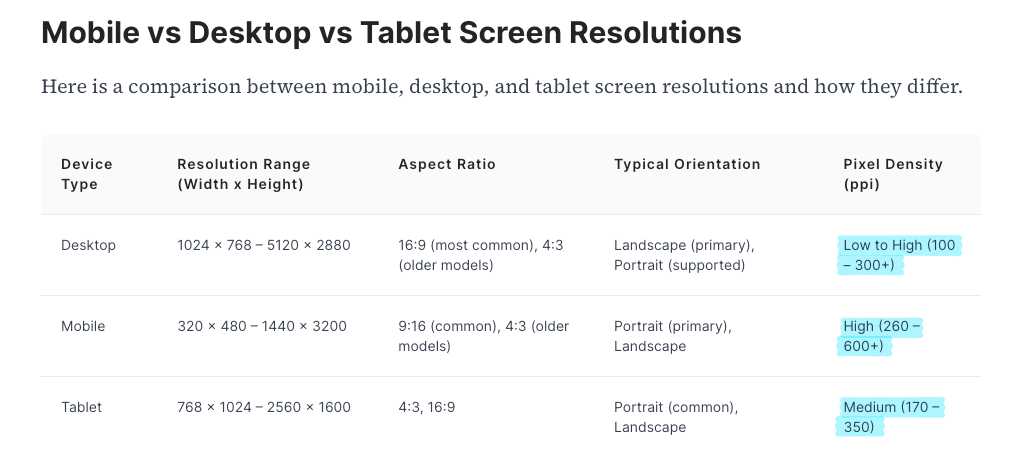 Mobile vs Desktop vs Tablet Screen Resolutions
Here is a comparison between mobile, desktop, and tablet screen resolutions and how they differ.
Device Type
Resolution Range (Width x Height)
Aspect Ratio
Typical Orientation
Pixel Density (ppi)
Desktop
1024 × 768 – 5120 × 2880
16:9 (most common), 4:3 (older models)
Landscape (primary), Portrait (supported)
Low to High (100 – 300+)
Mobile
320 × 480 – 1440 × 3200
9:16 (common), 4:3 (older models)
Portrait (primary), Landscape
High (260 – 600+)
Tablet
768 × 1024 – 2560 × 1600
4:3, 16:9
Portrait (common), Landscape
Medium (170 – 350)